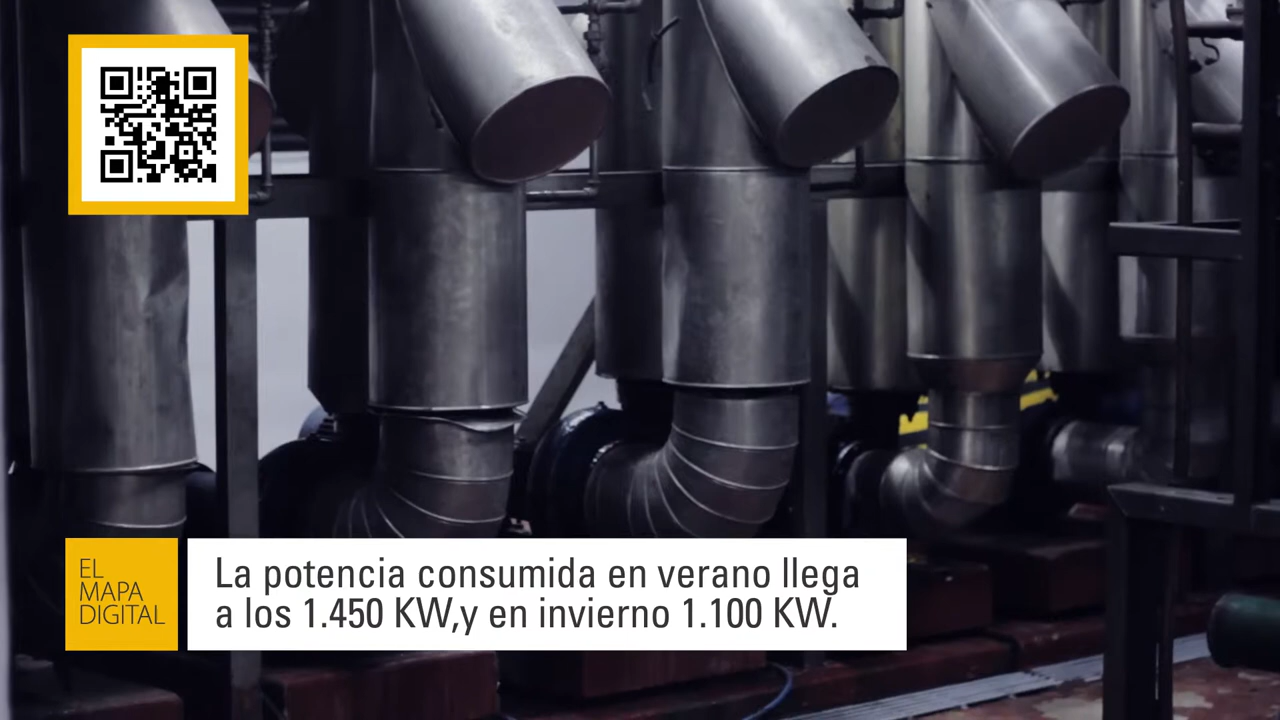 EL
MAPA
DIGITAL
La potencia consumida en verano llega
a los 1.450 KW,y en invierno 1.100 KW.